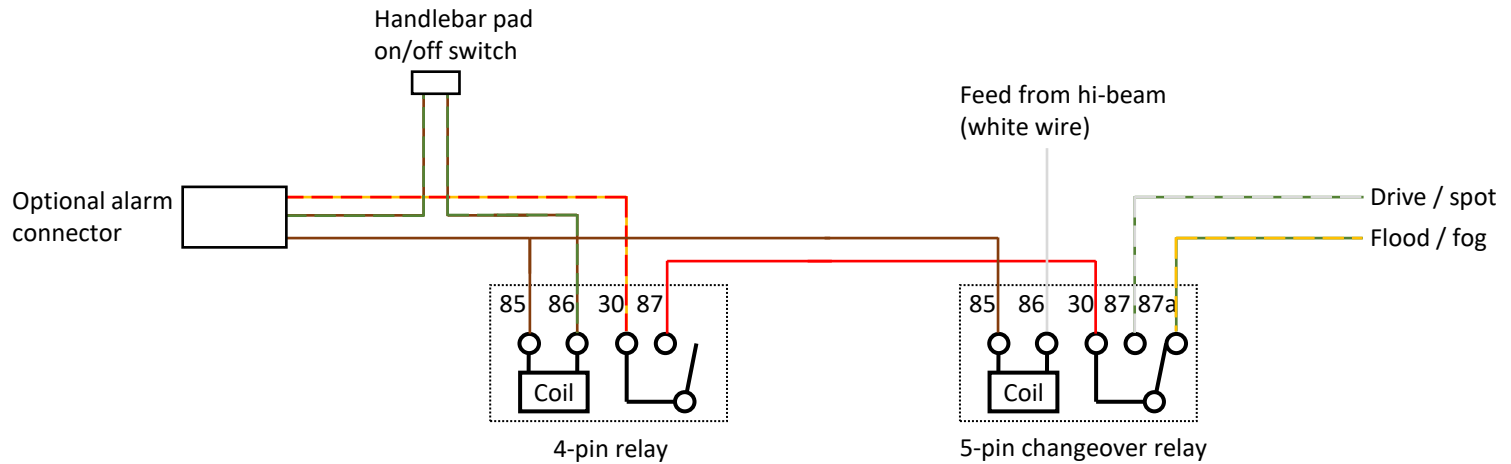 Handlebar pad
on/off switch
Feed from hi-beam
(white wire)
Optional alarm
connector
Drive / spot
Flood / fog
85 86 30 87
85 86 30 87 87a
Coil
Coil
4-pin relay
5-pin changeover relay